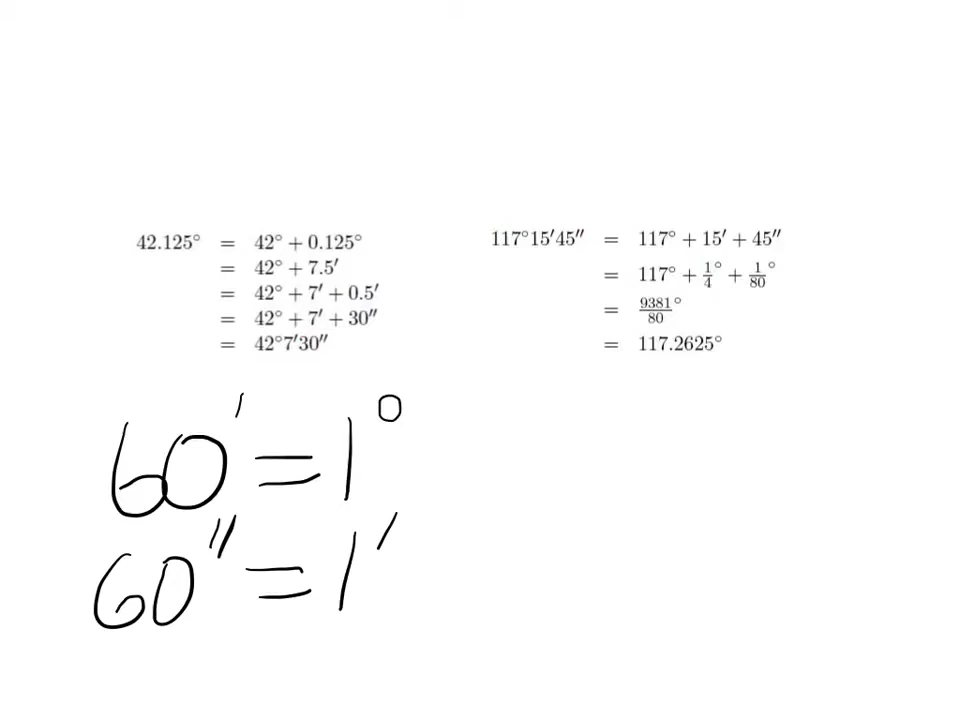 42.125° = 42° + 0.125°
= 42° + 7.5′
= 42° + 7′ + 0.5′
= 42° + 7′ + 30″
= 42°7′30″
117°15′45″ = 117° + 15′ + 45″
= 117° + 1/4° + 1/80°
= 9381/80°
= 117.2625°
60′ = 1°
60″ = 1′